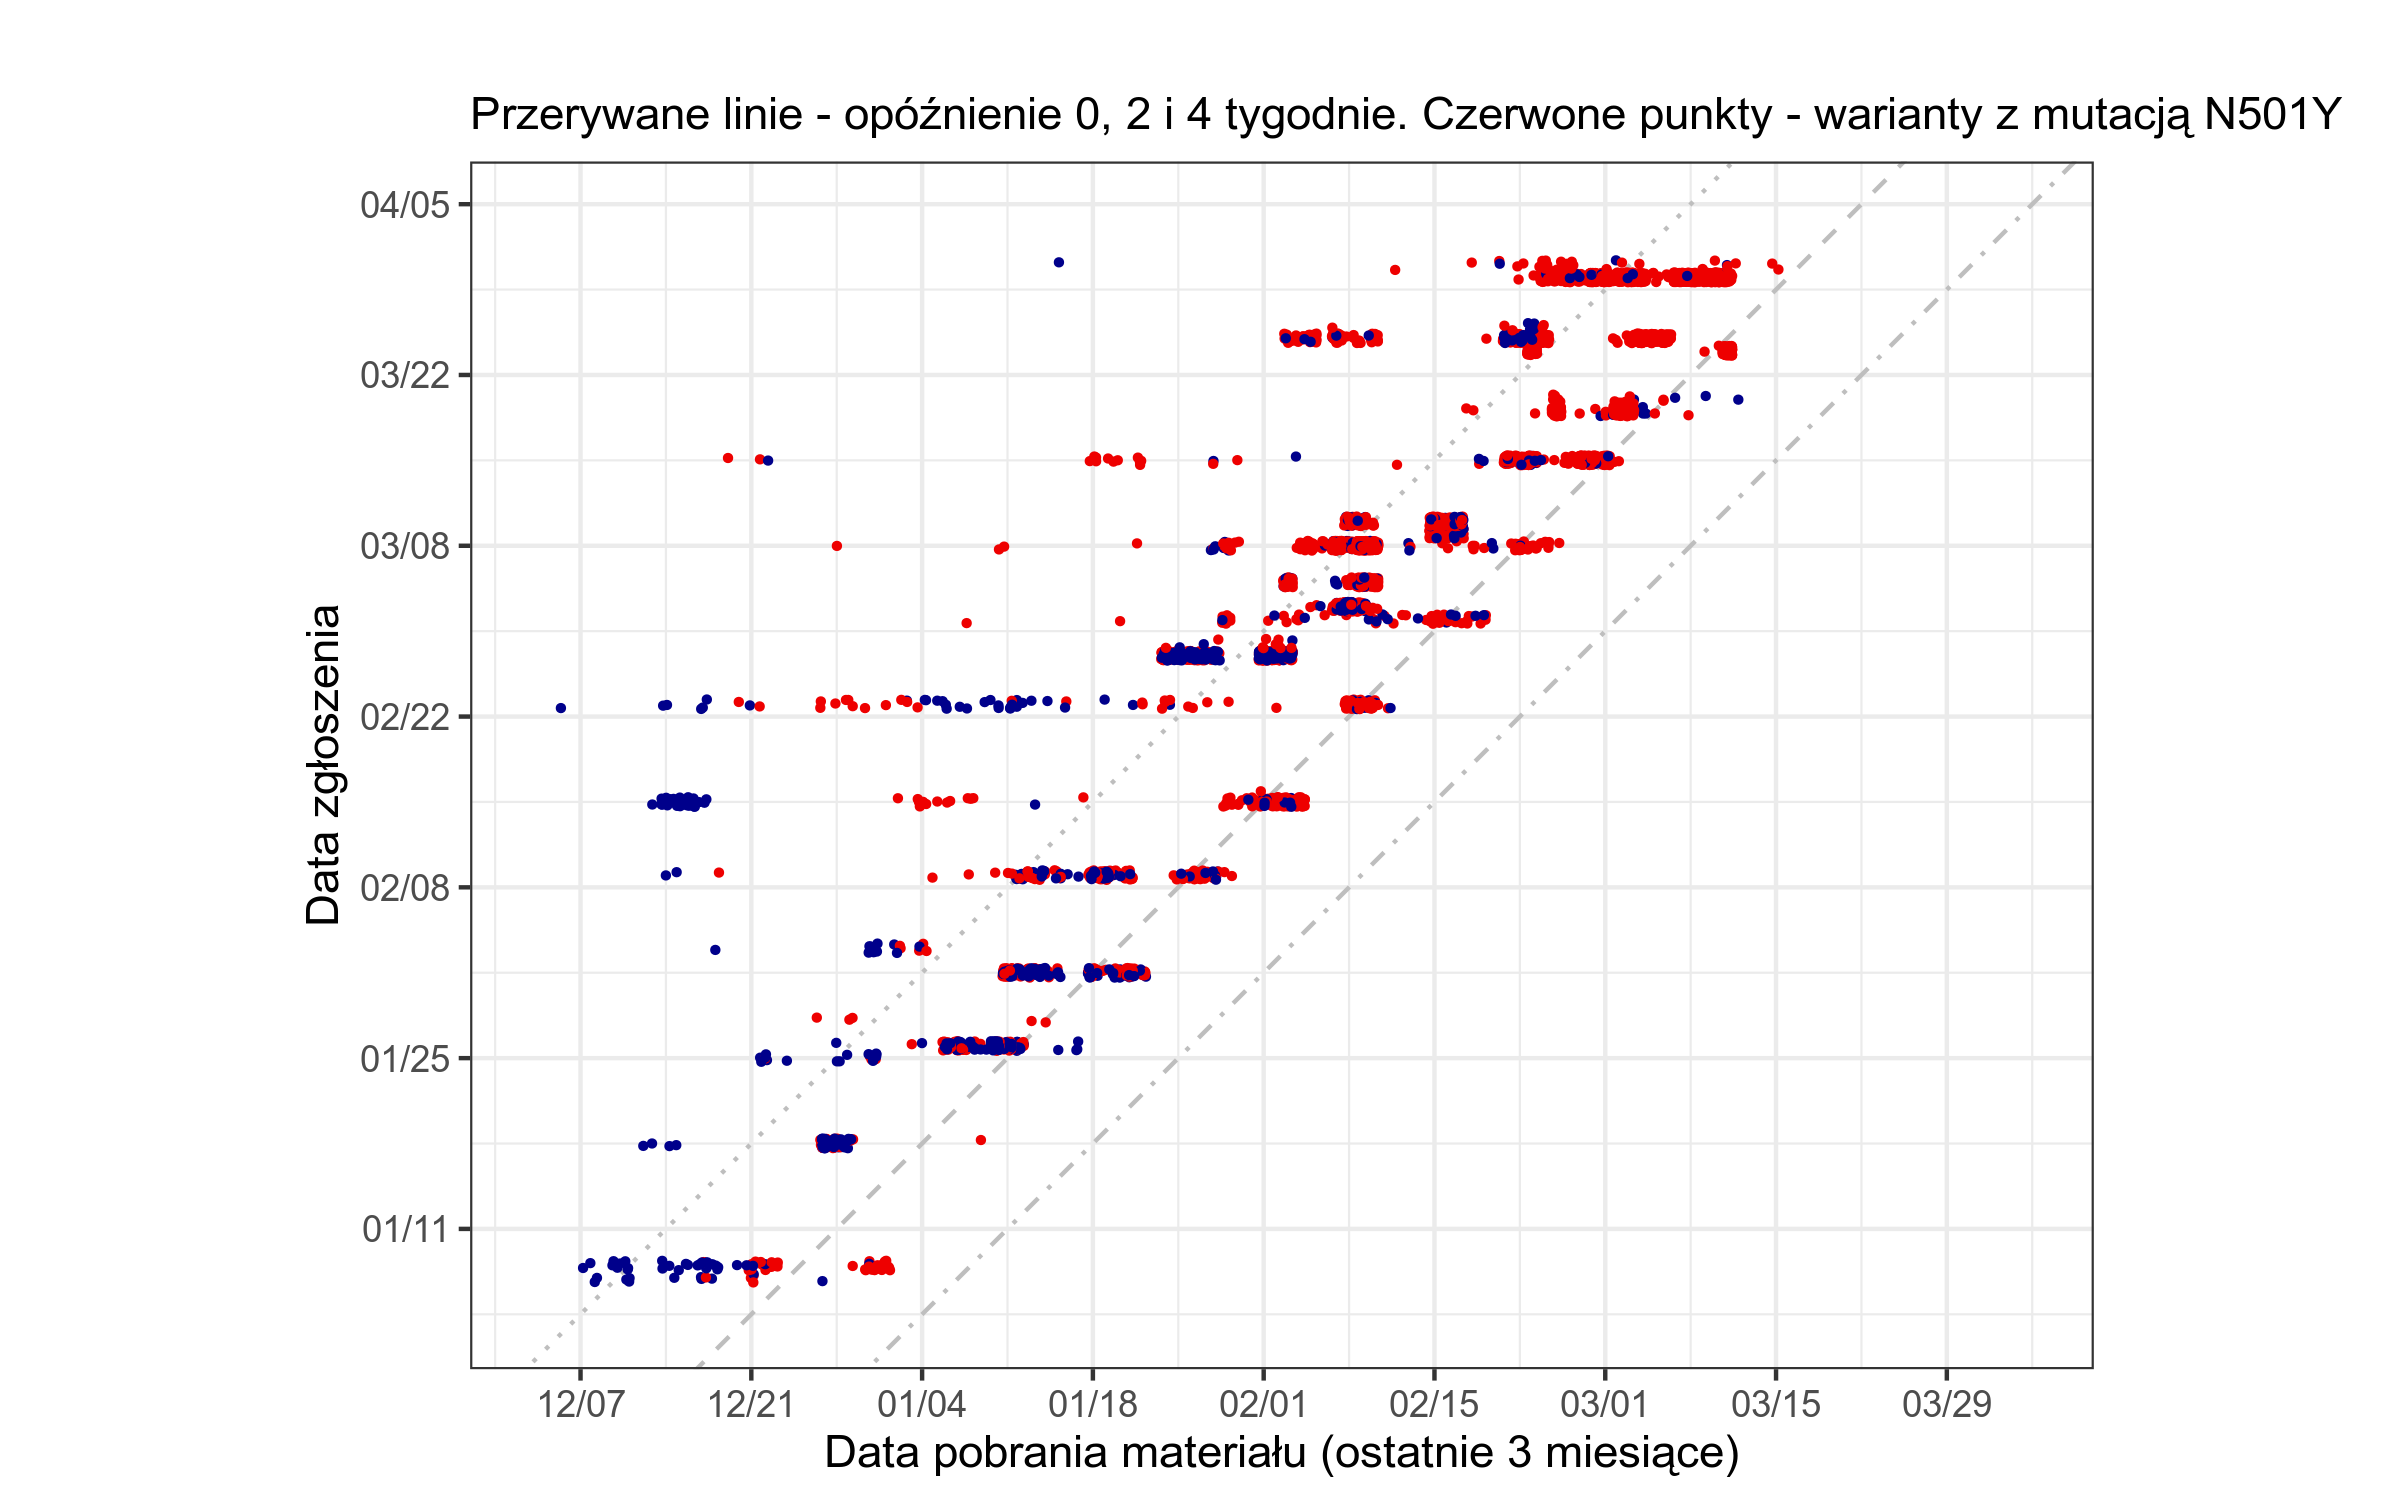 Przerywane linie - opóźnienie 0, 2 i 4 tygodnie. Czerwone punkty - warianty z mutacją N501Y
Data zgłoszenia
04/05
03/22
03/08
02/22
02/08
01/25
01/11
12/07 12/21 01/04 01/18 02/01 02/15 03/01 03/15 03/29
Data pobrania materiału (ostatnie 3 miesiące)